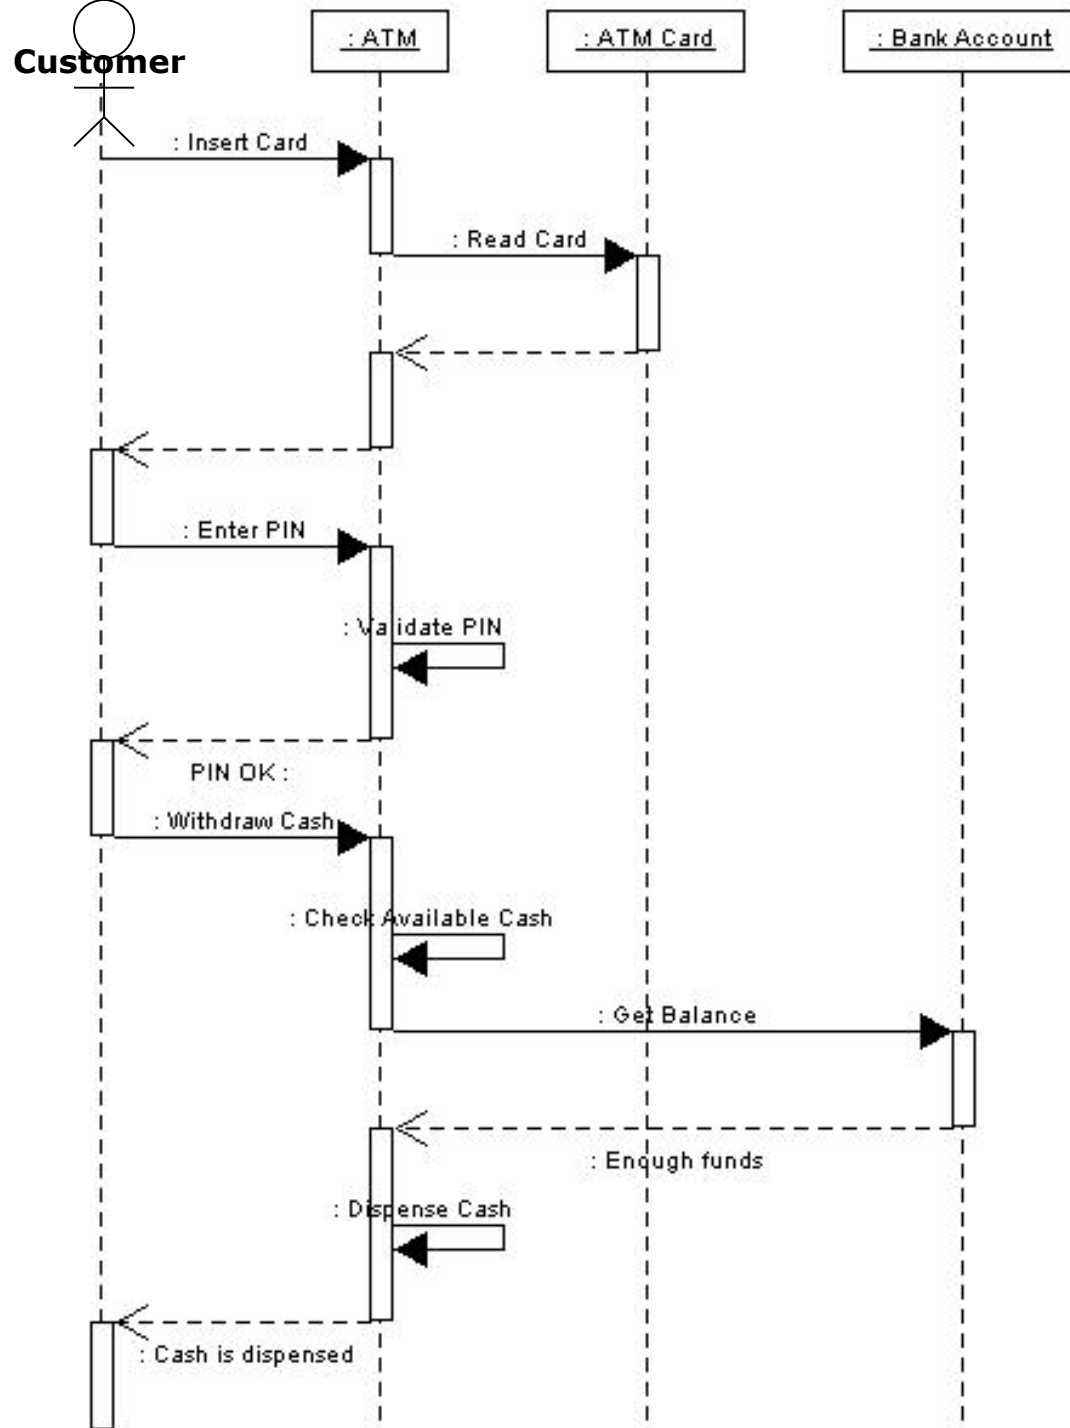 Customer
: ATM
: ATM Card
: Bank Account
: Insert Card
: Read Card
: Enter PIN
: Validate PIN
PIN OK :
: Withdraw Cash
: Check Available Cash
: Get Balance
: Enough funds
: Dispense Cash
: Cash is dispensed